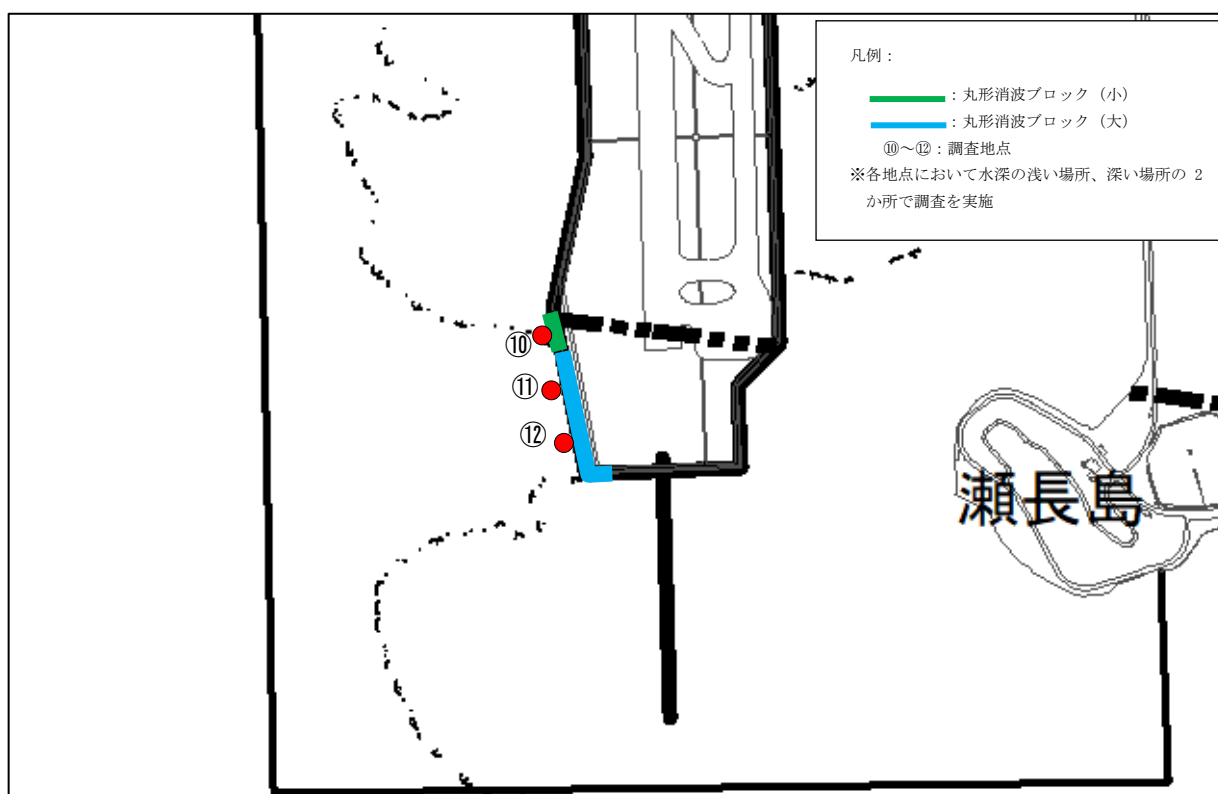 凡例：
：丸形消波ブロック（小）
：丸形消波ブロック（大）
⑩～⑫：調査地点
※各地点において水深の浅い場所、深い場所の 2
か所で調査を実施
⑩
⑪
⑫
瀬長島